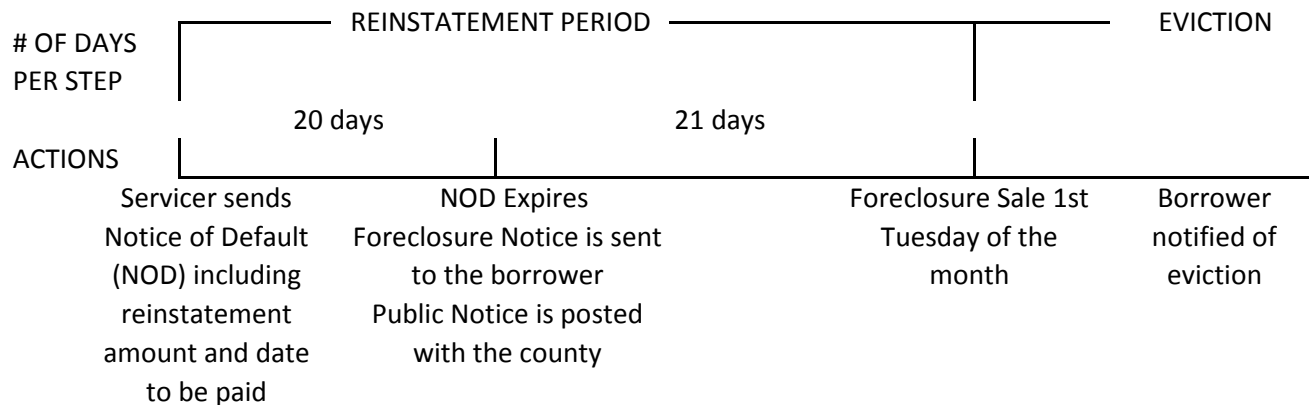 REINSTATEMENT PERIOD
EVICTION
# OF DAYS
PER STEP
20 days
21 days
ACTIONS
Servicer sends
Notice of Default
(NOD) including
reinstatement
amount and date
to be paid
NOD Expires
Foreclosure Notice is sent
to the borrower
Public Notice is posted
with the county
Foreclosure Sale 1st
Tuesday of the
month
Borrower
notified of
eviction